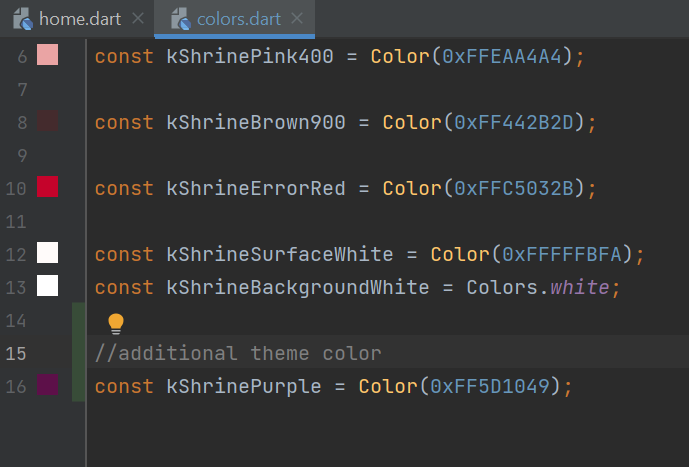 home.dart colors.dart
6 const kShrinePink400 = Color(0xFFEAA4A4);
7
8 const kShrineBrown900 = Color(0xFF442B2D);
9
10 const kShrineErrorRed = Color(0xFFC5032B);
11
12 const kShrineSurfaceWhite = Color(0xFFFFFBFA);
13 const kShrineBackgroundWhite = Colors.white;
14
15 //additional theme color
16 const kShrinePurple = Color(0xFF5D1049);